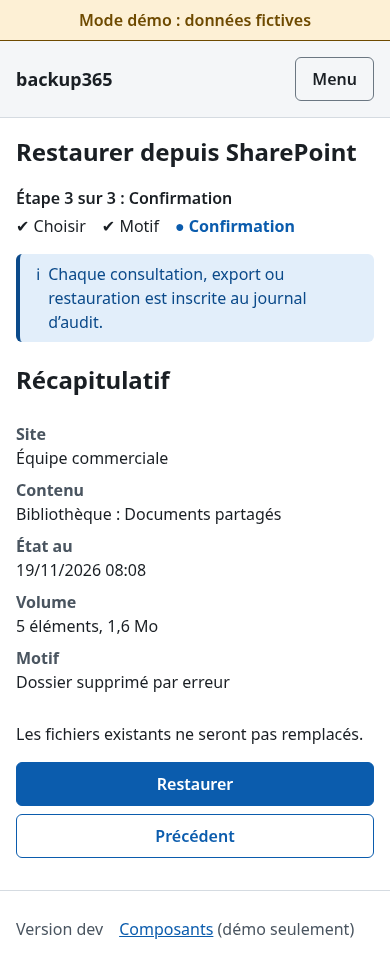 Mode démo : données fictives
backup365
Menu
Restaurer depuis SharePoint
Étape 3 sur 3 : Confirmation
✔ Choisir ✔ Motif ● Confirmation
i Chaque consultation, export ou
restauration est inscrite au journal
d’audit.
Récapitulatif
Site
Équipe commerciale
Contenu
Bibliothèque : Documents partagés
État au
19/11/2026 08:08
Volume
5 éléments, 1,6 Mo
Motif
Dossier supprimé par erreur
Les fichiers existants ne seront pas remplacés.
Restaurer
Précédent
Version dev Composants (démo seulement)